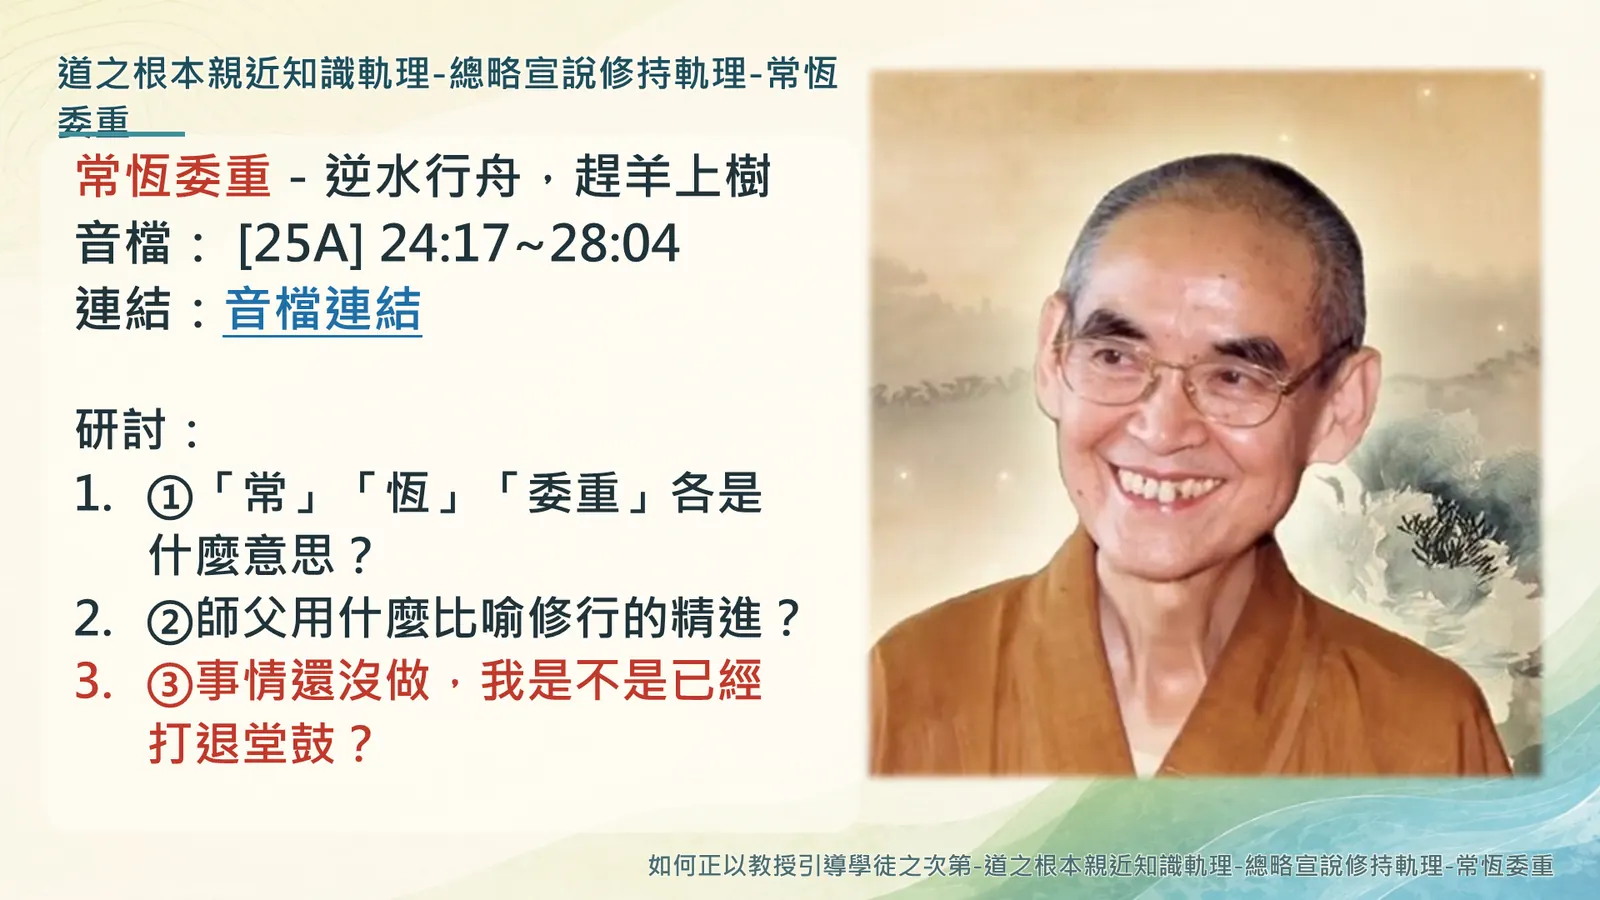 道之根本親近知識軌理-總略宣說修持軌理-常恆
委重
常恆委重 - 逆水行舟，趕羊上樹
音檔： [25A] 24:17~28:04
連結：音檔連結
研討：
1. ①「常」「恆」「委重」各是
什麼意思？
2. ②師父用什麼比喻修行的精進？
3. ③事情還沒做，我是不是已經
打退堂鼓？
如何正以教授引導學徒之次第-道之根本親近知識軌理-總略宣說修持軌理-常恆委重